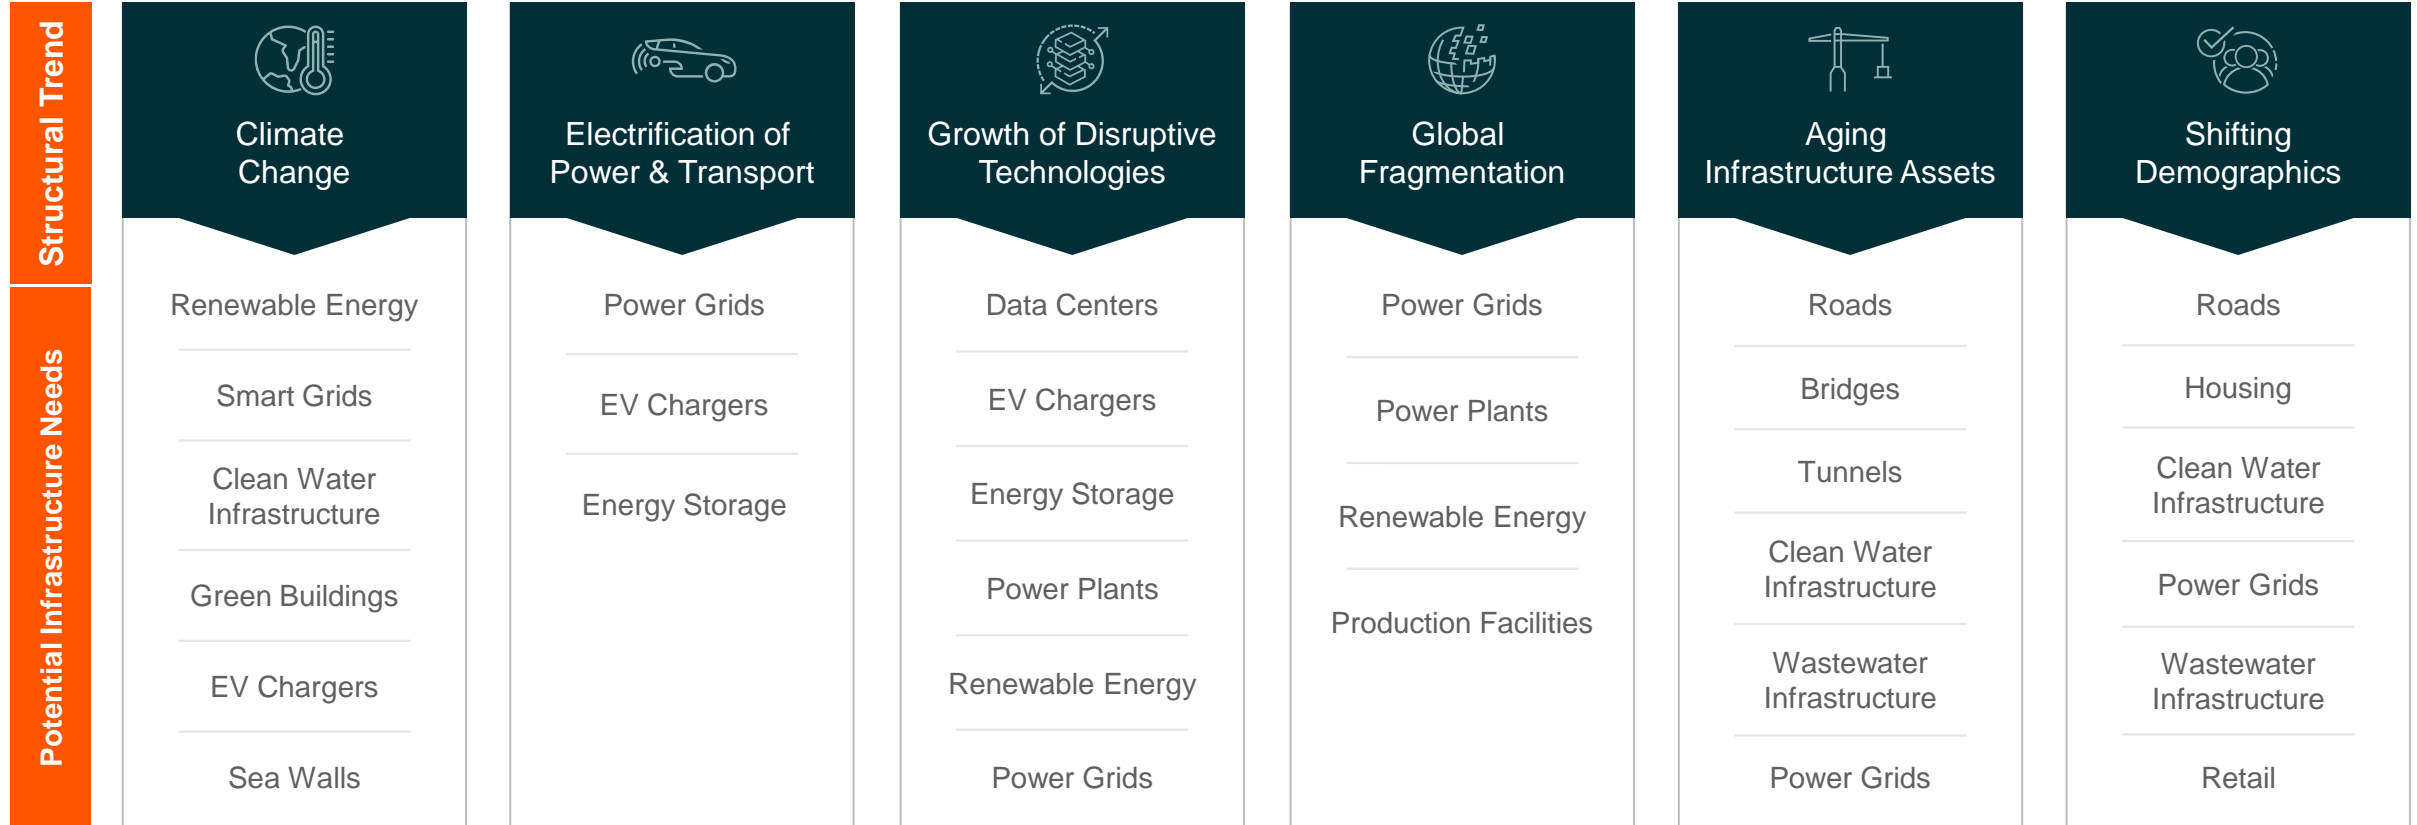 Structural Trend
Climate
Change
Electrification of
Power & Transport
Growth of Disruptive
Technologies
Global
Fragmentation
Aging
Infrastructure Assets
Shifting
Demographics
Potential Infrastructure Needs
Renewable Energy
Smart Grids
Clean Water
Infrastructure
Green Buildings
EV Chargers
Sea Walls
Power Grids
EV Chargers
Energy Storage
Data Centers
EV Chargers
Energy Storage
Power Plants
Renewable Energy
Power Grids
Power Grids
Power Plants
Renewable Energy
Production Facilities
Roads
Bridges
Tunnels
Clean Water
Infrastructure
Wastewater
Infrastructure
Power Grids
Roads
Housing
Clean Water
Infrastructure
Power Grids
Wastewater
Infrastructure
Retail